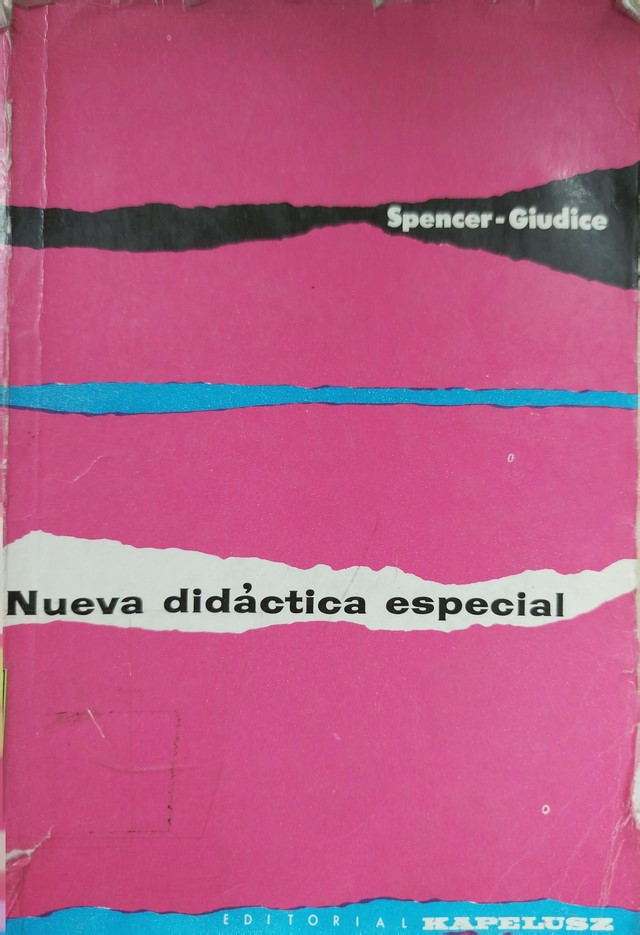 Spencer-Giudice
Nueva didáctica especial
EDITORIAL KAPELUSZ